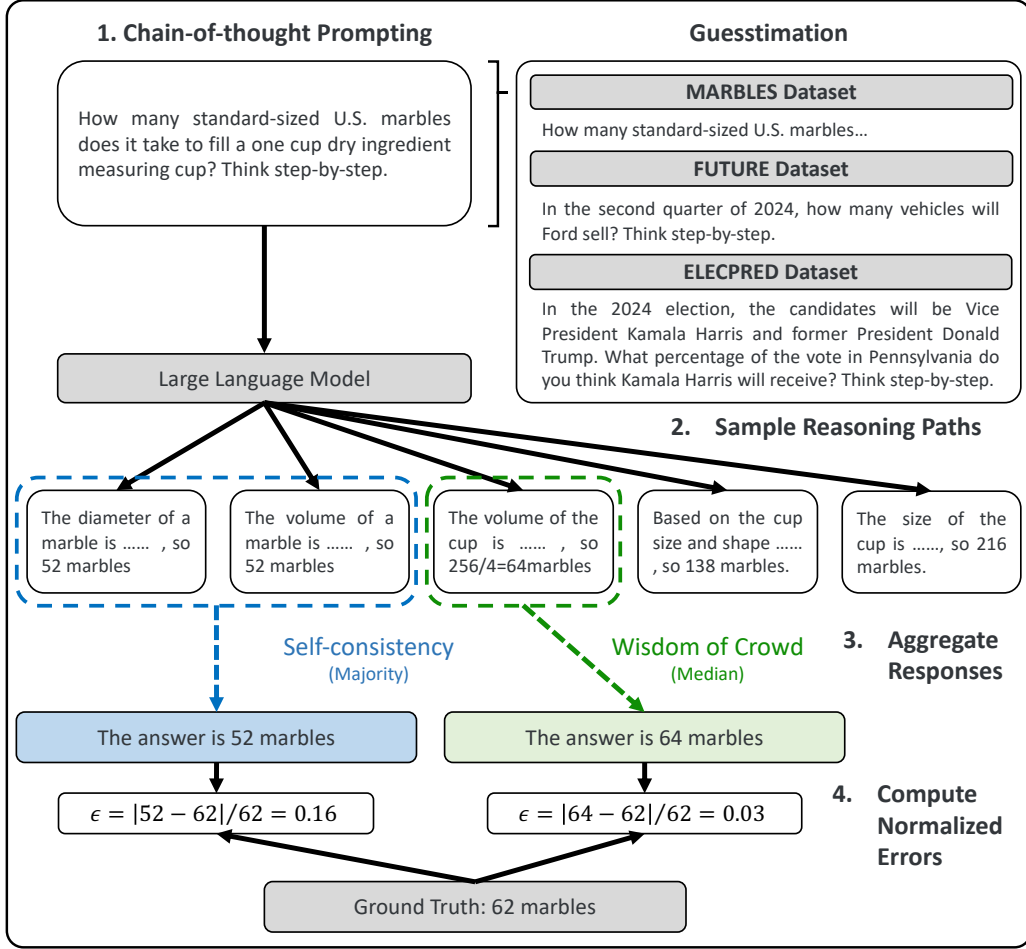 1. Chain-of-thought Prompting
How many standard-sized U.S. marbles
does it take to fill a one cup dry ingredient
measuring cup? Think step-by-step.
Guesstimation
MARBLES Dataset
How many standard-sized U.S. marbles...
FUTURE Dataset
In the second quarter of 2024, how many vehicles will
Ford sell? Think step-by-step.
ELECPRED Dataset
In the 2024 election, the candidates will be Vice
President Kamala Harris and former President Donald
Trump. What percentage of the vote in Pennsylvania do
you think Kamala Harris will receive? Think step-by-step.
Large Language Model
2. Sample Reasoning Paths
The diameter of a
marble is ...... , so
52 marbles
The volume of a
marble is ...... , so
52 marbles
The volume of the
cup is ...... , so
256/4=64marbles
Based on the cup
size and shape ......
, so 138 marbles.
The size of the
cup is ......, so 216
marbles.
Self-consistency
(Majority)
Wisdom of Crowd
(Median)
3. Aggregate
Responses
The answer is 52 marbles
The answer is 64 marbles
ϵ = |52 − 62|/62 = 0.16
ϵ = |64 − 62|/62 = 0.03
4. Compute
Normalized
Errors
Ground Truth: 62 marbles